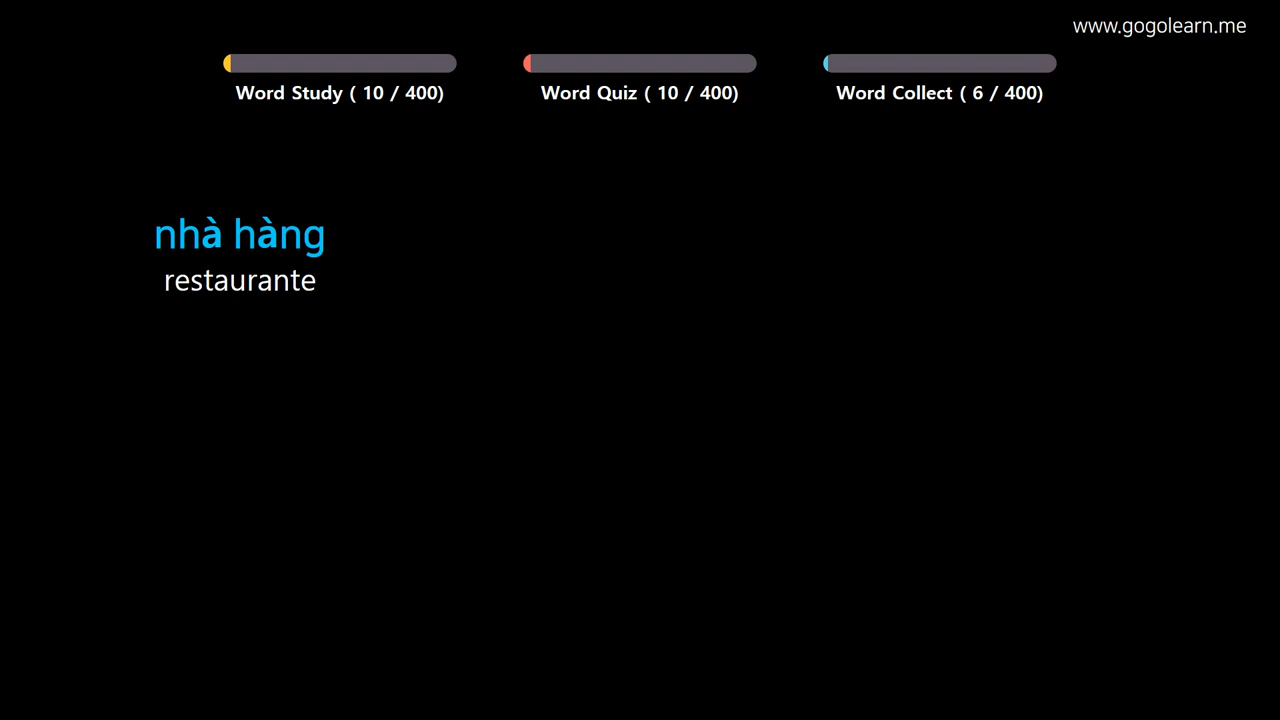 www.gogolearn.me
Word Study ( 10 / 400)
Word Quiz ( 10 / 400)
Word Collect ( 6 / 400)
nhà hàng
restaurante